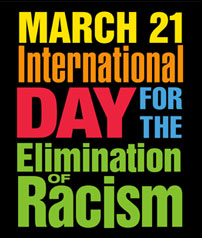 MARCH 21
International
DAY FOR
THE
Elimination
OF
Racism